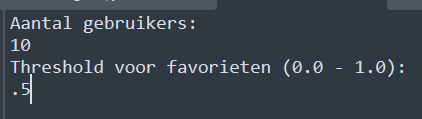 Aantal gebruikers:
10
Threshold voor favorieten (0.0 - 1.0):
.5